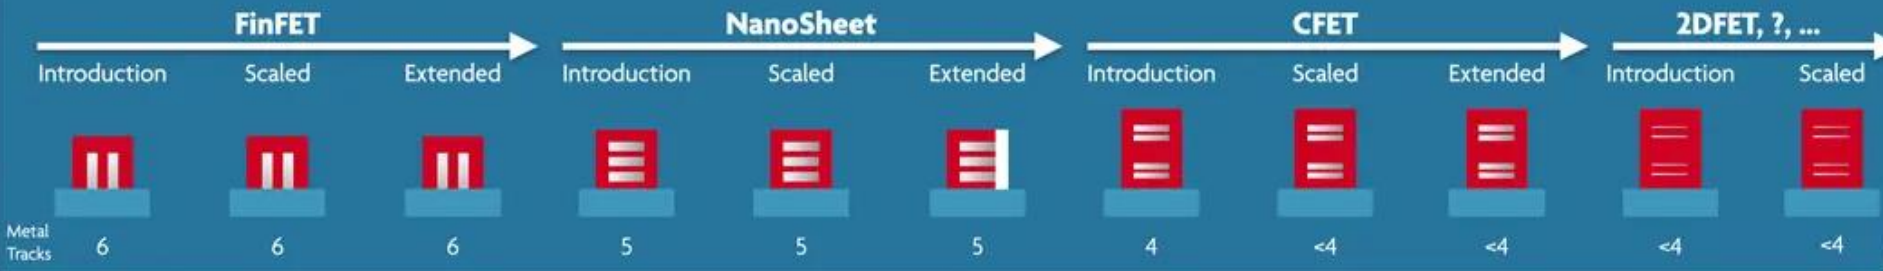 FinFET NanoSheet CFET 2DFET, ?, ...
Introduction Scaled Extended Introduction Scaled Extended Introduction Scaled Extended Introduction Scaled
Metal
Tracks 6 6 6 5 5 5 4 <4 <4 <4 <4